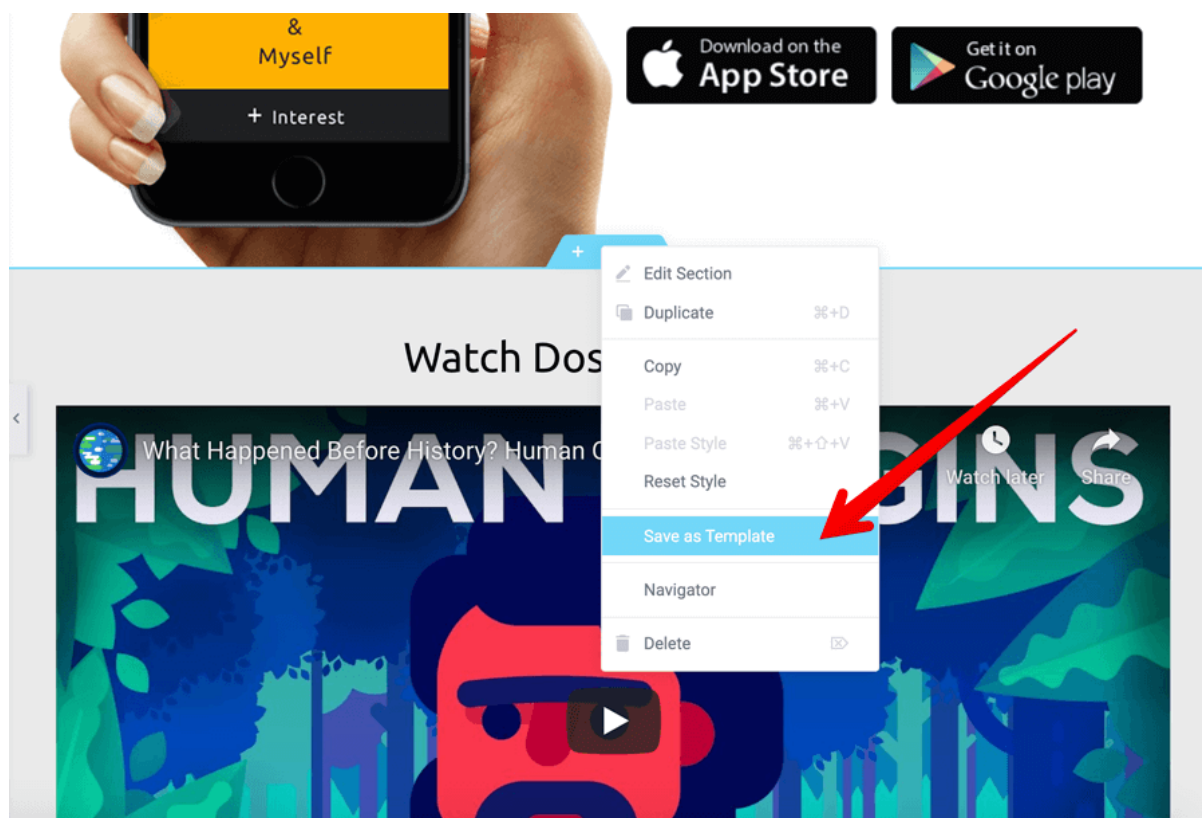 &
Myself
+ Interest
Download on the
App Store
Get it on
Google play
+
Edit Section
Duplicate ⌘+D
Copy ⌘+C
Paste ⌘+V
Paste Style ⌘+⇧+V
Reset Style
Save as Template
Navigator
Delete
Watch Dos
What Happened Before History? Human O
HUMAN GINS
Watch later
Share